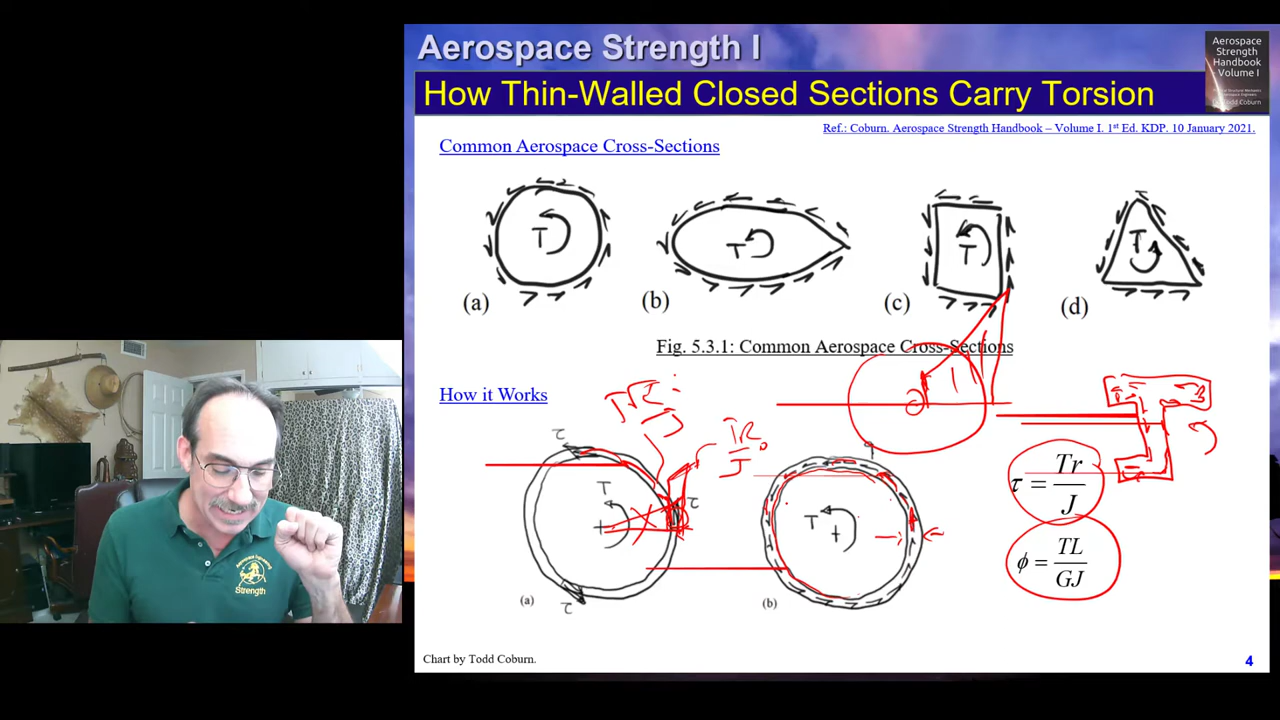 Aerospace Strength I
Aerospace
Strength
Handbook
- Volume I
How Thin-Walled Closed Sections Carry Torsion
Ref.: Coburn. Aerospace Strength Handbook – Volume I. 1st Ed. KDP. 10 January 2021.
Common Aerospace Cross-Sections
T
T
T
T
(a)
(b)
(c)
(d)
Fig. 5.3.1: Common Aerospace Cross-Sections
How it Works
τ
T
τ
τ
(a)
TRo
J
q
T
(b)
τ = Tr
J
ϕ = TL
GJ
Strength
Chart by Todd Coburn.
4